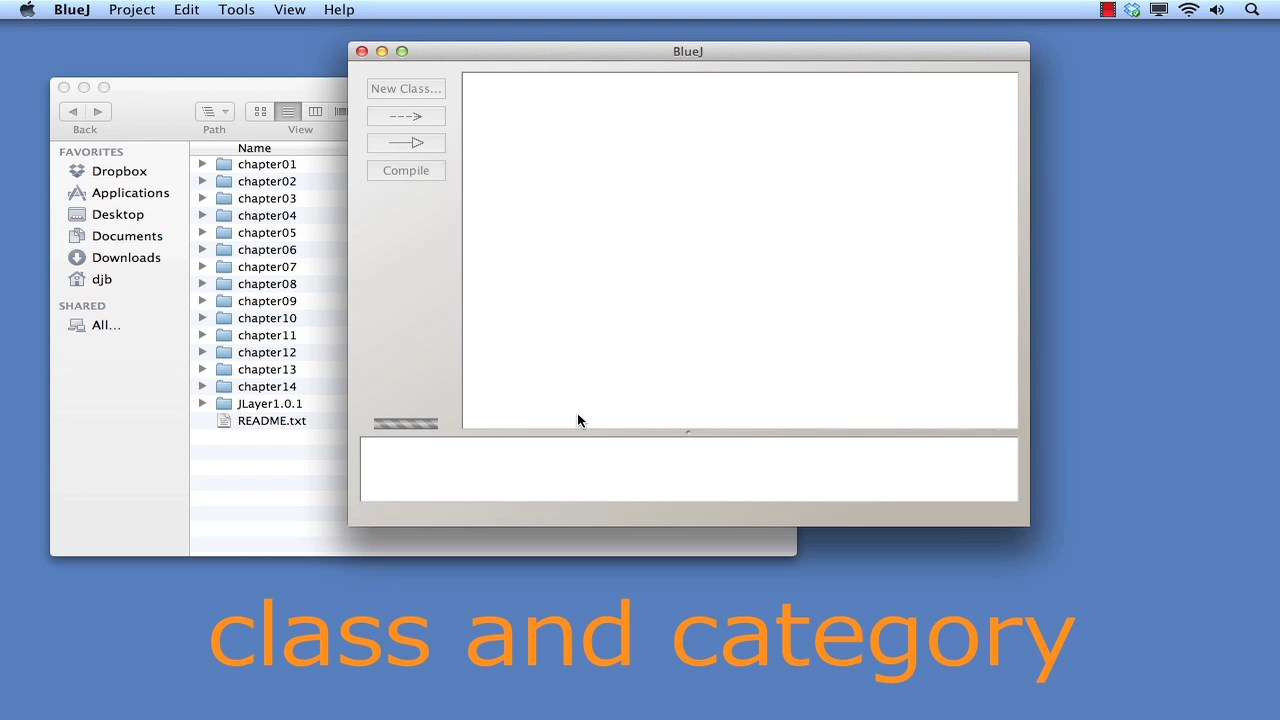 BlueJ Project Edit Tools View Help
BlueJ
New Class...
Compile
Back
Path
View
Name
FAVORITES
Dropbox
Applications
Desktop
Documents
Downloads
djb
SHARED
All...
chapter01
chapter02
chapter03
chapter04
chapter05
chapter06
chapter07
chapter08
chapter09
chapter10
chapter11
chapter12
chapter13
chapter14
JLayer1.0.1
README.txt
class and category